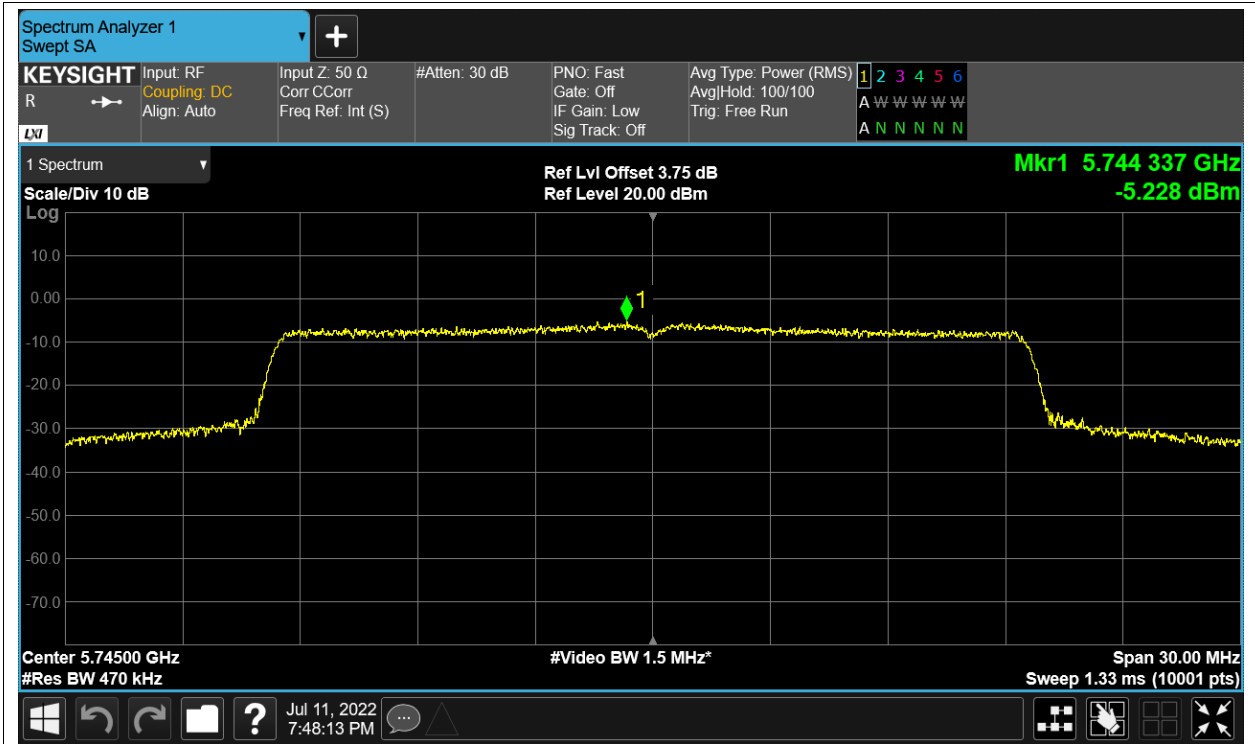 Spectrum Analyzer 1
Swept SA
KEYSIGHT
R
LXI
Input: RF
Coupling: DC
Align: Auto
Input Z: 50 Ω
Corr CCorr
Freq Ref: Int (S)
#Atten: 30 dB
PNO: Fast
Gate: Off
IF Gain: Low
Sig Track: Off
Avg Type: Power (RMS)
Avg|Hold: 100/100
Trig: Free Run
1 2 3 4 5 6
A W W W W W
A N N N N N
1 Spectrum
Scale/Div 10 dB
Log
Ref Lvl Offset 3.75 dB
Ref Level 20.00 dBm
Mkr1 5.744 337 GHz
-5.228 dBm
10.0
0.00
1
-10.0
-20.0
-30.0
-40.0
-50.0
-60.0
-70.0
Center 5.74500 GHz
#Res BW 470 kHz
#Video BW 1.5 MHz*
Span 30.00 MHz
Sweep 1.33 ms (10001 pts)
?
Jul 11, 2022
7:48:13 PM